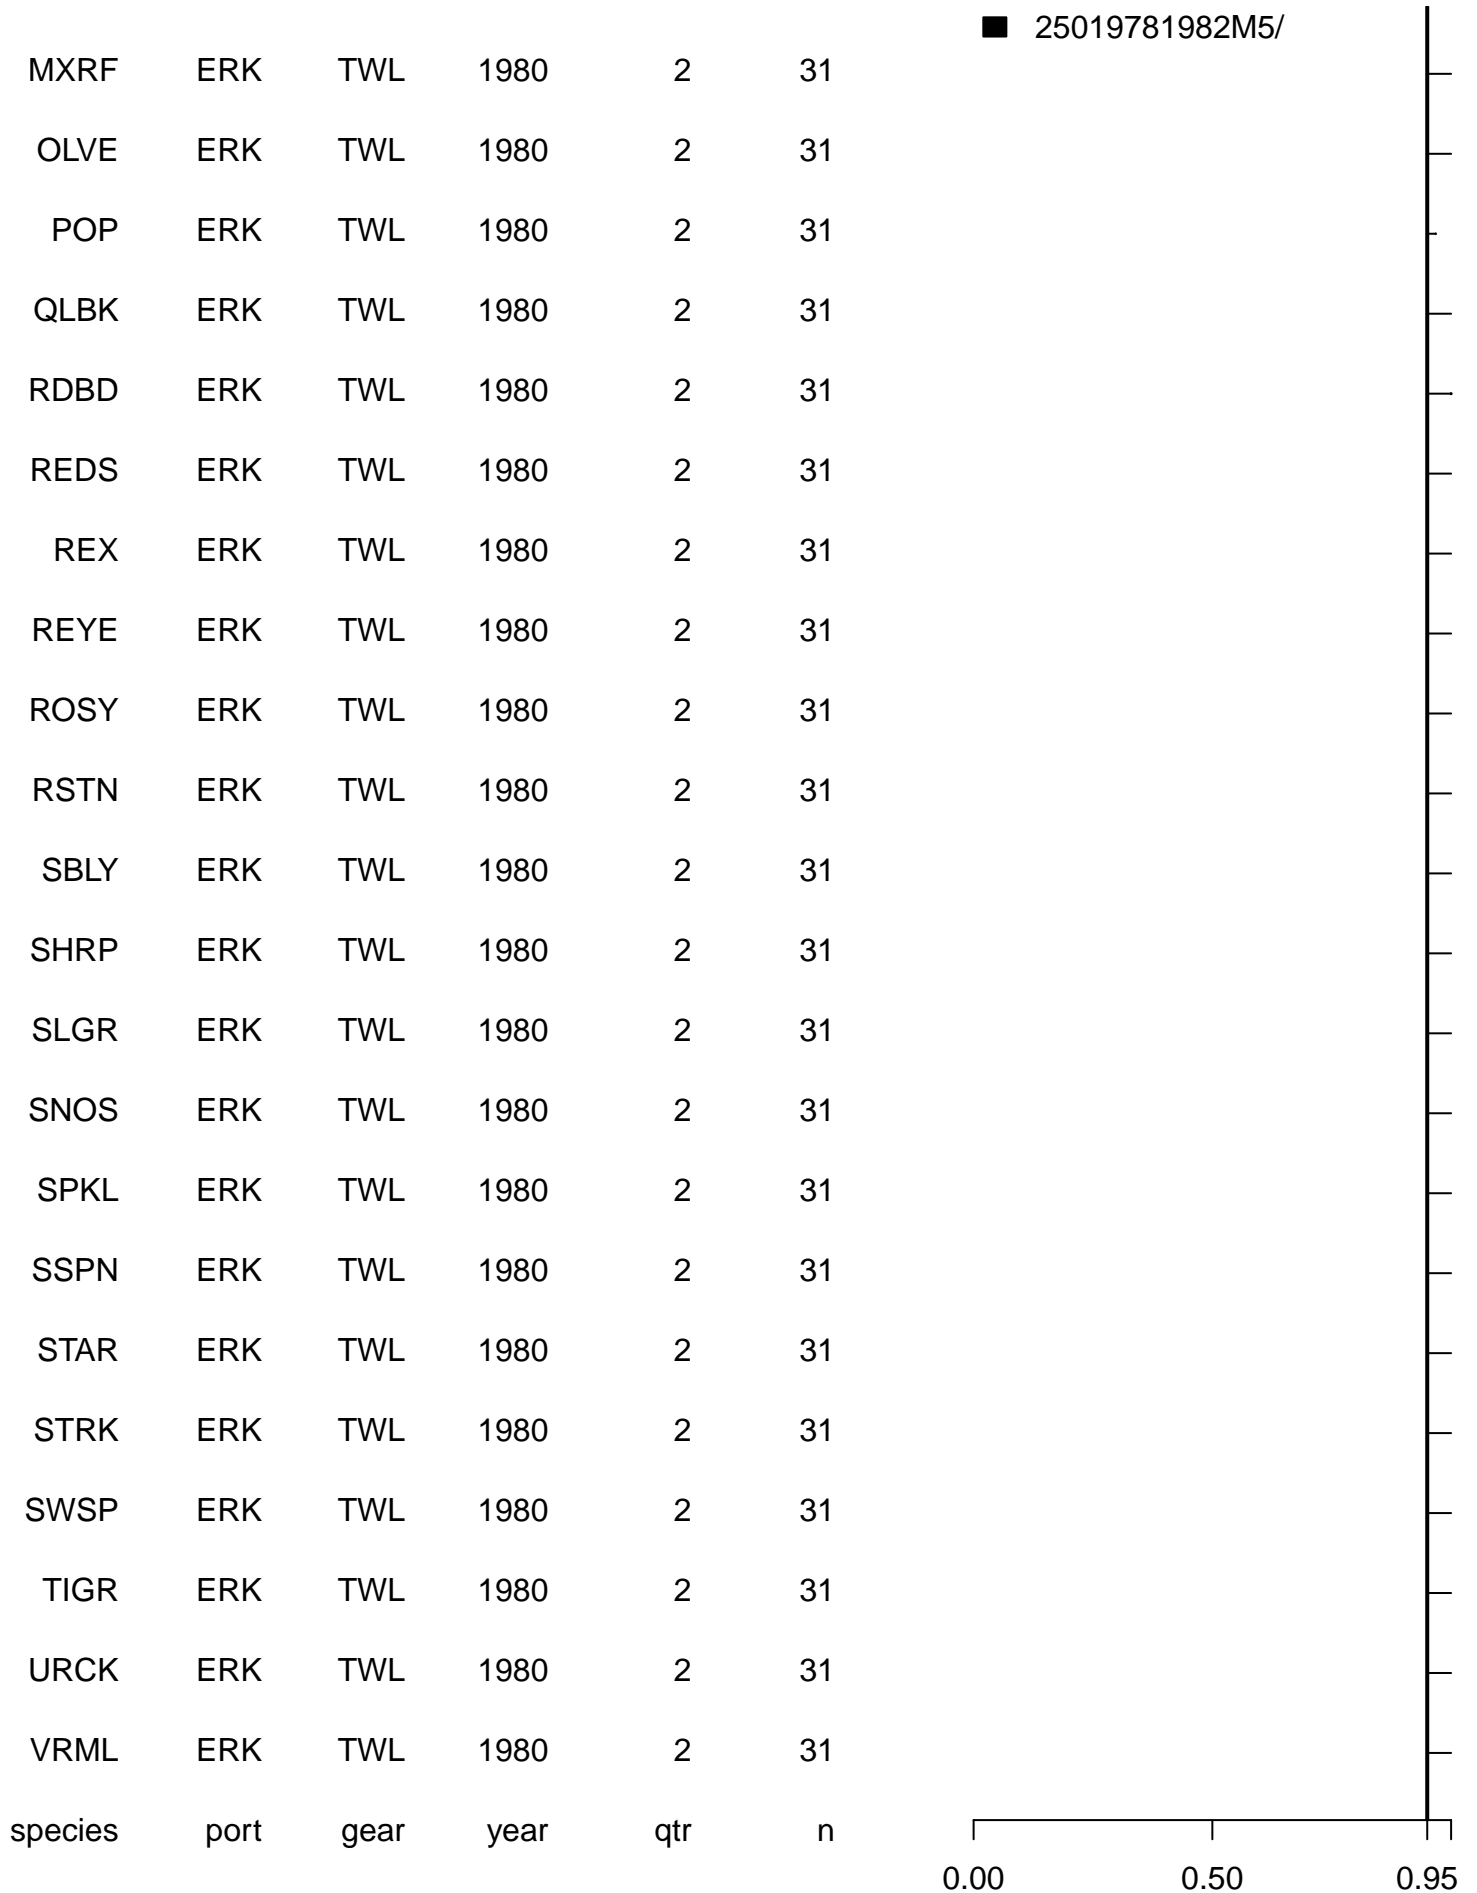 25019781982M5/
MXRF ERK TWL 1980 2 31
OLVE ERK TWL 1980 2 31
POP ERK TWL 1980 2 31
QLBK ERK TWL 1980 2 31
RDBD ERK TWL 1980 2 31
REDS ERK TWL 1980 2 31
REX ERK TWL 1980 2 31
REYE ERK TWL 1980 2 31
ROSY ERK TWL 1980 2 31
RSTN ERK TWL 1980 2 31
SBLY ERK TWL 1980 2 31
SHRP ERK TWL 1980 2 31
SLGR ERK TWL 1980 2 31
SNOS ERK TWL 1980 2 31
SPKL ERK TWL 1980 2 31
SSPN ERK TWL 1980 2 31
STAR ERK TWL 1980 2 31
STRK ERK TWL 1980 2 31
SWSP ERK TWL 1980 2 31
TIGR ERK TWL 1980 2 31
URCK ERK TWL 1980 2 31
VRML ERK TWL 1980 2 31
species port gear year qtr n
0.00 0.50 0.95